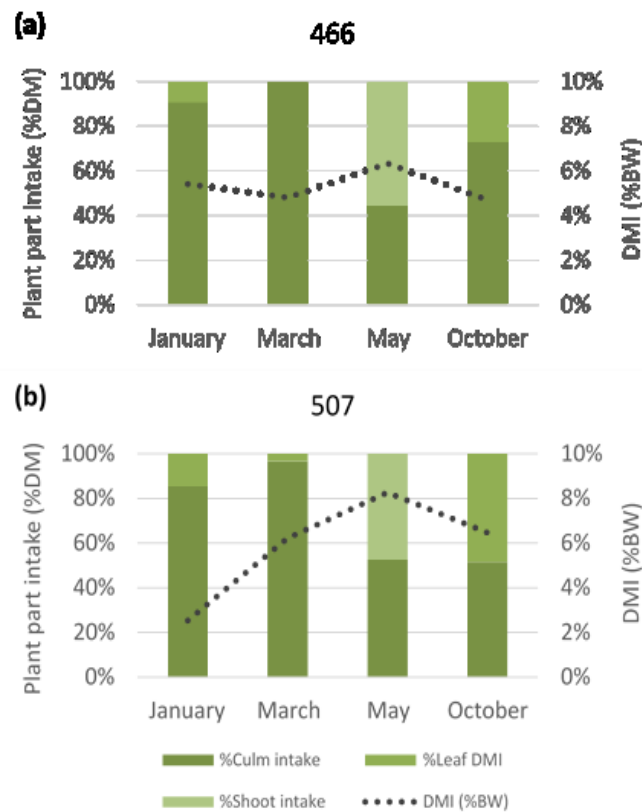 (a)
466
Plant part Intake (%DM)
100%
80%
60%
40%
20%
0%
10%
8%
6%
4%
2%
0%
DMI (%BW)
January March May October
(b)
507
Plant part intake (%DM)
100%
80%
60%
40%
20%
0%
10%
8%
6%
4%
2%
0%
DMI (%BW)
January March May October
%Culm intake %Leaf DMI
%Shoot intake DMI (%BW)